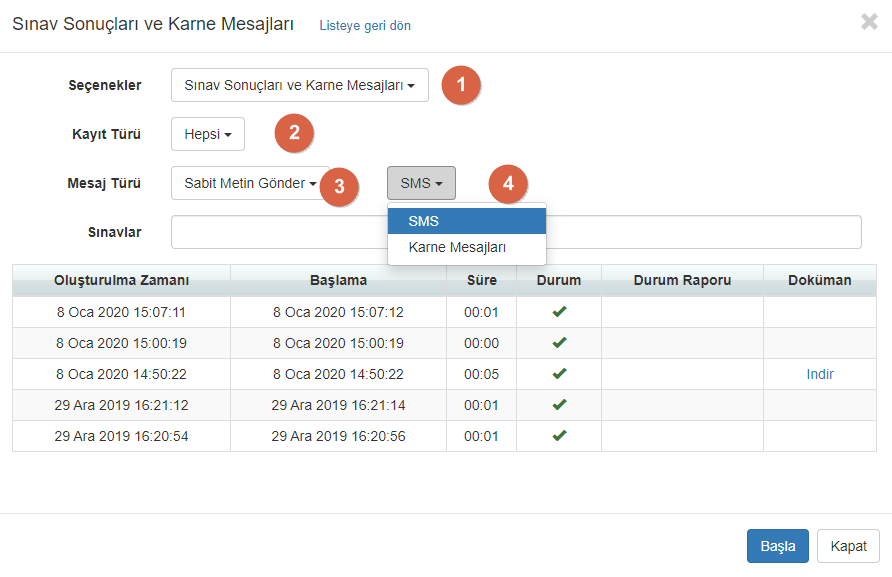 Sınav Sonuçları ve Karne Mesajları Listeye geri dön
Seçenekler Sınav Sonuçları ve Karne Mesajları 1
Kayıt Türü Hepsi 2
Mesaj Türü Sabit Metin Gönder 3 SMS 4
SMS
Sınavlar
Karne Mesajları
Oluşturulma Zamanı Başlama Süre Durum Durum Raporu Doküman
8 Oca 2020 15:07:11 8 Oca 2020 15:07:12 00:01
8 Oca 2020 15:00:19 8 Oca 2020 15:00:19 00:00
8 Oca 2020 14:50:22 8 Oca 2020 14:50:22 00:05 Indir
29 Ara 2019 16:21:12 29 Ara 2019 16:21:14 00:01
29 Ara 2019 16:20:54 29 Ara 2019 16:20:56 00:01
Başla Kapat